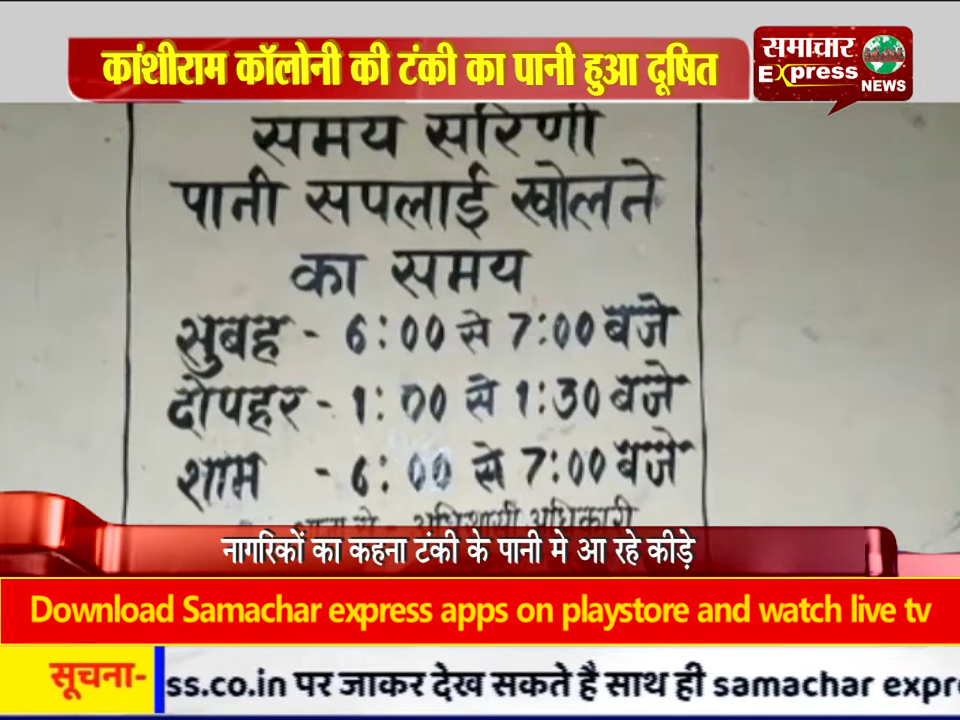 कांशीराम कॉलोनी की टंकी का पानी हुआ दूषित
समाचार
Express
NEWS
समय सरिणी
पानी सपलाई खोलते
का समय
सुबह - 6:00 से 7:00 बजे
दोपहर - 1:00 से 1:30 बजे
शाम - 6:00 से 7:00 बजे
अधिशासी अधिकारी
नागरिकों का कहना टंकी के पानी मे आ रहे कीड़े
Download Samachar express apps on playstore and watch live tv
सूचना- ss.co.in पर जाकर देख सकते है साथ ही samachar expr